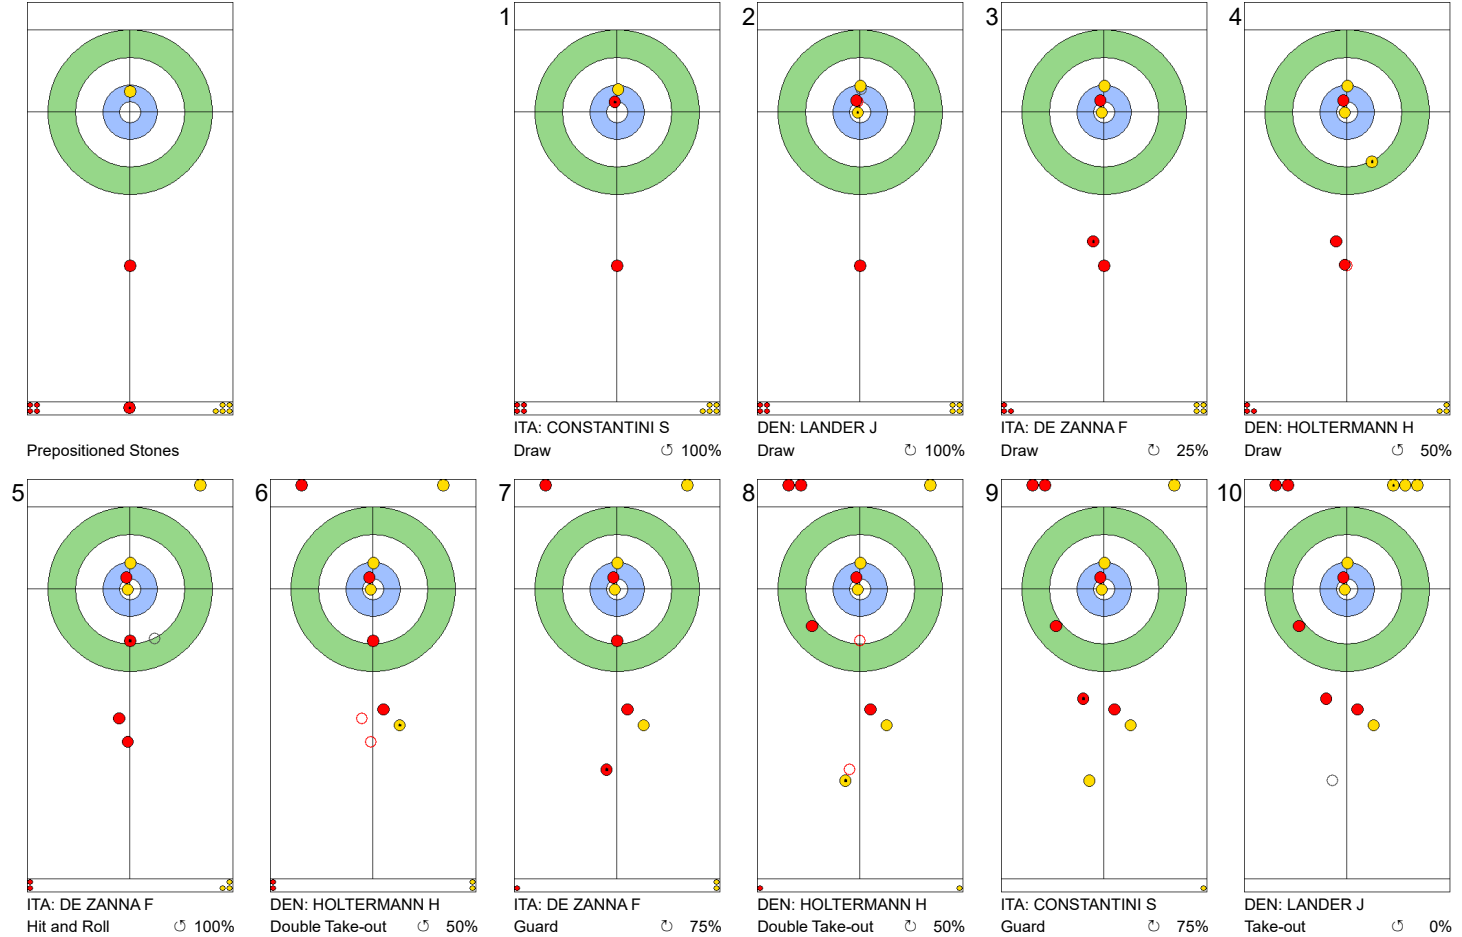 1
2
3
4
Prepositioned Stones
ITA: CONSTANTINI S
Draw 100%
DEN: LANDER J
Draw 100%
ITA: DE ZANNA F
Draw 25%
DEN: HOLTERMANN H
Draw 50%
5
6
7
8
9
10
ITA: DE ZANNA F
Hit and Roll 100%
DEN: HOLTERMANN H
Double Take-out 50%
ITA: DE ZANNA F
Guard 75%
DEN: HOLTERMANN H
Double Take-out 50%
ITA: CONSTANTINI S
Guard 75%
DEN: LANDER J
Take-out 0%